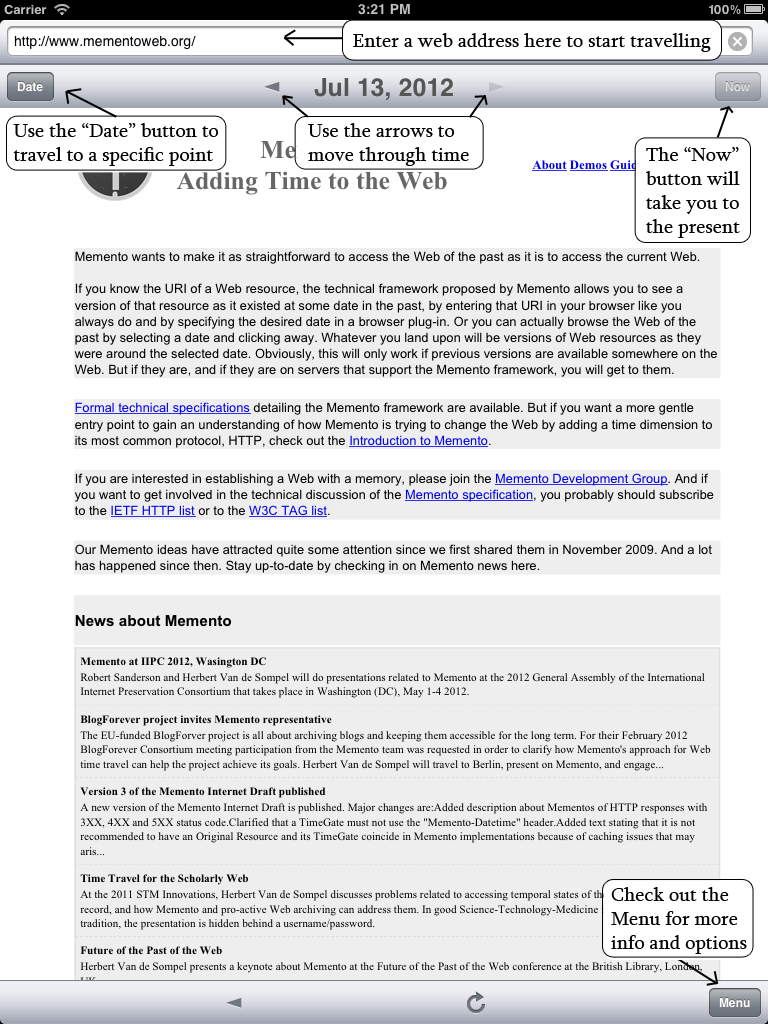 Carrier
3:21 PM
100%
http://www.mementoweb.org/
Enter a web address here to start travelling
Date
Jul 13, 2012
Now
Use the “Date” button to
travel to a specific point
Use the arrows to
move through time
The “Now”
button will
take you to
the present
Me
Adding Time to the Web
About Demos Guid
Memento wants to make it as straightforward to access the Web of the past as it is to access the current Web.
If you know the URI of a Web resource, the technical framework proposed by Memento allows you to see a
version of that resource as it existed at some date in the past, by entering that URI in your browser like you
always do and by specifying the desired date in a browser plug-in. Or you can actually browse the Web of the
past by selecting a date and clicking away. Whatever you land upon will be versions of Web resources as they
were around the selected date. Obviously, this will only work if previous versions are available somewhere on the
Web. But if they are, and if they are on servers that support the Memento framework, you will get to them.
Formal technical specifications detailing the Memento framework are available. But if you want a more gentle
entry point to gain an understanding of how Memento is trying to change the Web by adding a time dimension to
its most common protocol, HTTP, check out the Introduction to Memento.
If you are interested in establishing a Web with a memory, please join the Memento Development Group. And if
you want to get involved in the technical discussion of the Memento specification, you probably should subscribe
to the IETF HTTP list or to the W3C TAG list.
Our Memento ideas have attracted quite some attention since we first shared them in November 2009. And a lot
has happened since then. Stay up-to-date by checking in on Memento news here.
News about Memento
Memento at IIPC 2012, Wasington DC
Robert Sanderson and Herbert Van de Sompel will do presentations related to Memento at the 2012 General Assembly of the International
Internet Preservation Consortium that takes place in Washington (DC), May 1-4 2012.
BlogForever project invites Memento representative
The EU-funded BlogForver project is all about archiving blogs and keeping them accessible for the long term. For their February 2012
BlogForever Consortium meeting participation from the Memento team was requested in order to clarify how Memento's approach for Web
time travel can help the project achieve its goals. Herbert Van de Sompel will travel to Berlin, present on Memento, and engage...
Version 3 of the Memento Internet Draft published
A new version of the Memento Internet Draft is published. Major changes are:Added description about Mementos of HTTP responses with
3XX, 4XX and 5XX status code.Clarified that a TimeGate must not use the "Memento-Datetime" header.Added text stating that it is not
recommended to have an Original Resource and its TimeGate coincide in Memento implementations because of caching issues that may
aris...
Time Travel for the Scholarly Web
At the 2011 STM Innovations, Herbert Van de Sompel discusses problems related to accessing temporal states of th
record, and how Memento and pro-active Web archiving can address them. In good Science-Technology-Medicine
tradition, the presentation is hidden behind a username/password.
Check out the
Menu for more
info and options
Future of the Past of the Web
Herbert Van de Sompel presents a keynote about Memento at the Future of the Past of the Web conference at the British Library, London,
Menu